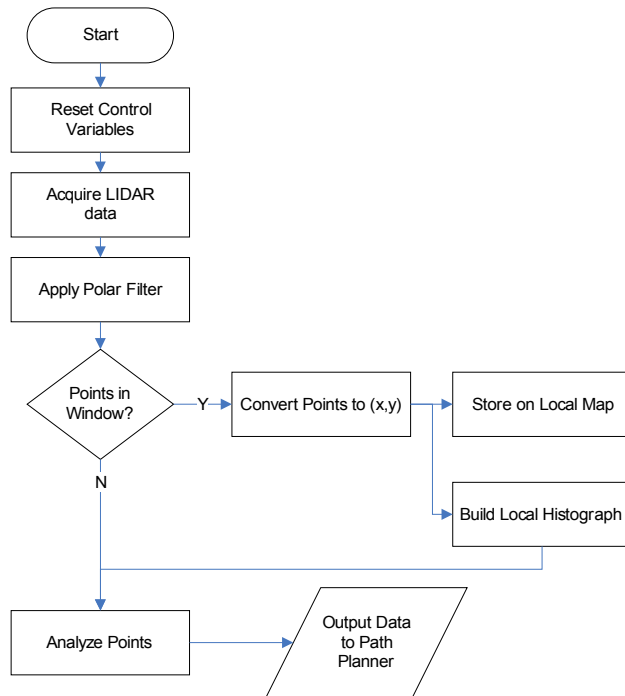 Start
Reset Control
Variables
Acquire LIDAR
data
Apply Polar Filter
Points in
Window?
Y
Convert Points to (x,y)
Store on Local Map
N
Build Local Histograph
Analyze Points
Output Data
to Path
Planner